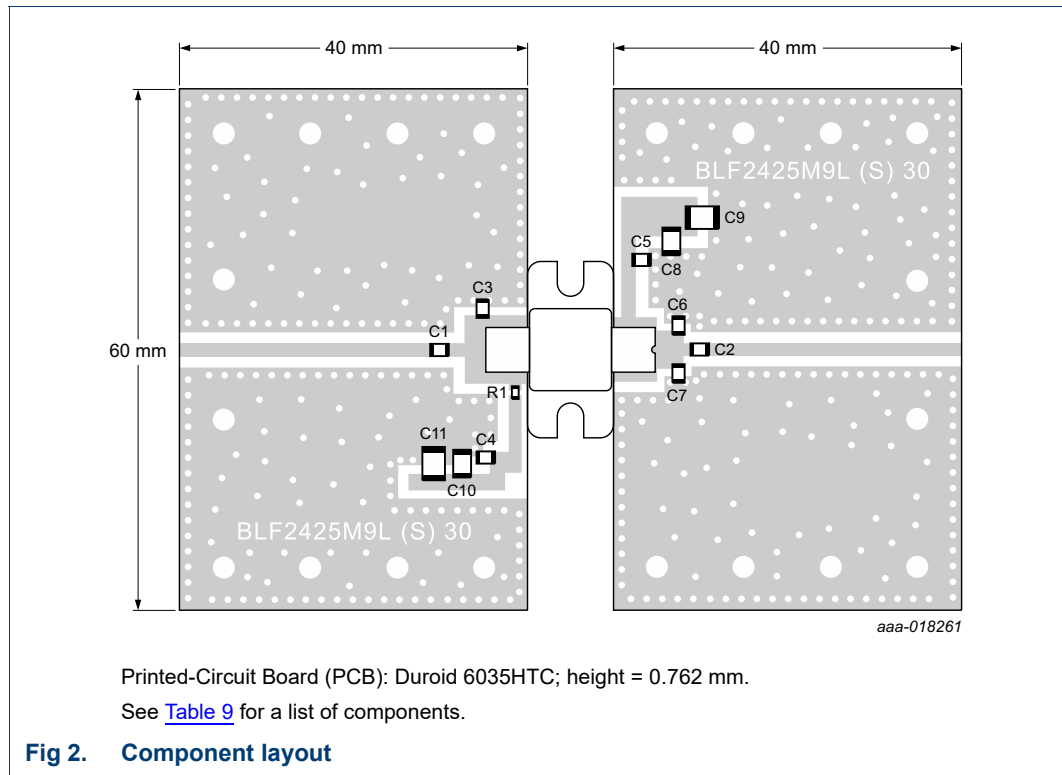 40 mm
40 mm
BLF2425M9L (S) 30
C9
C5
C8
C3
C6
C1
C2
60 mm
C7
R1
C11
C4
C10
BLF2425M9L (S) 30
aaa-018261
Printed-Circuit Board (PCB): Duroid 6035HTC; height = 0.762 mm.
See Table 9 for a list of components.
Fig 2. Component layout